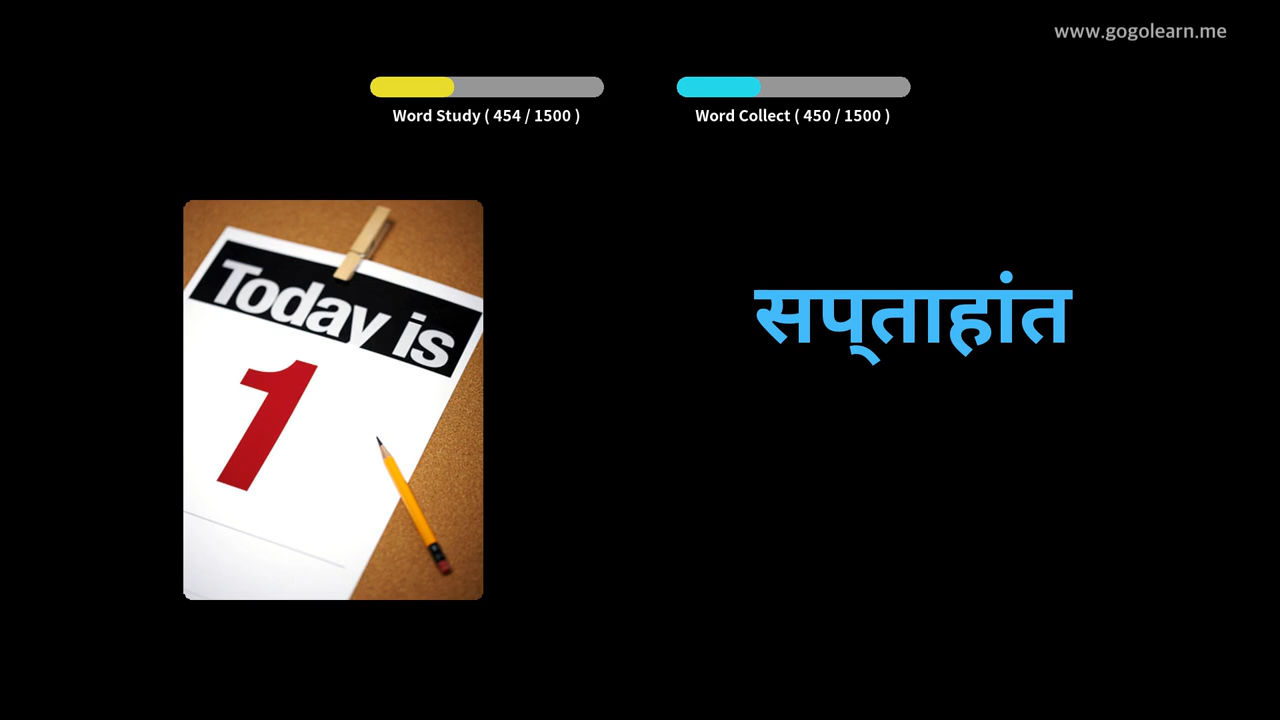 www.gogolearn.me
Word Study ( 454 / 1500 )
Word Collect ( 450 / 1500 )
Today is
1
सप्ताहांत